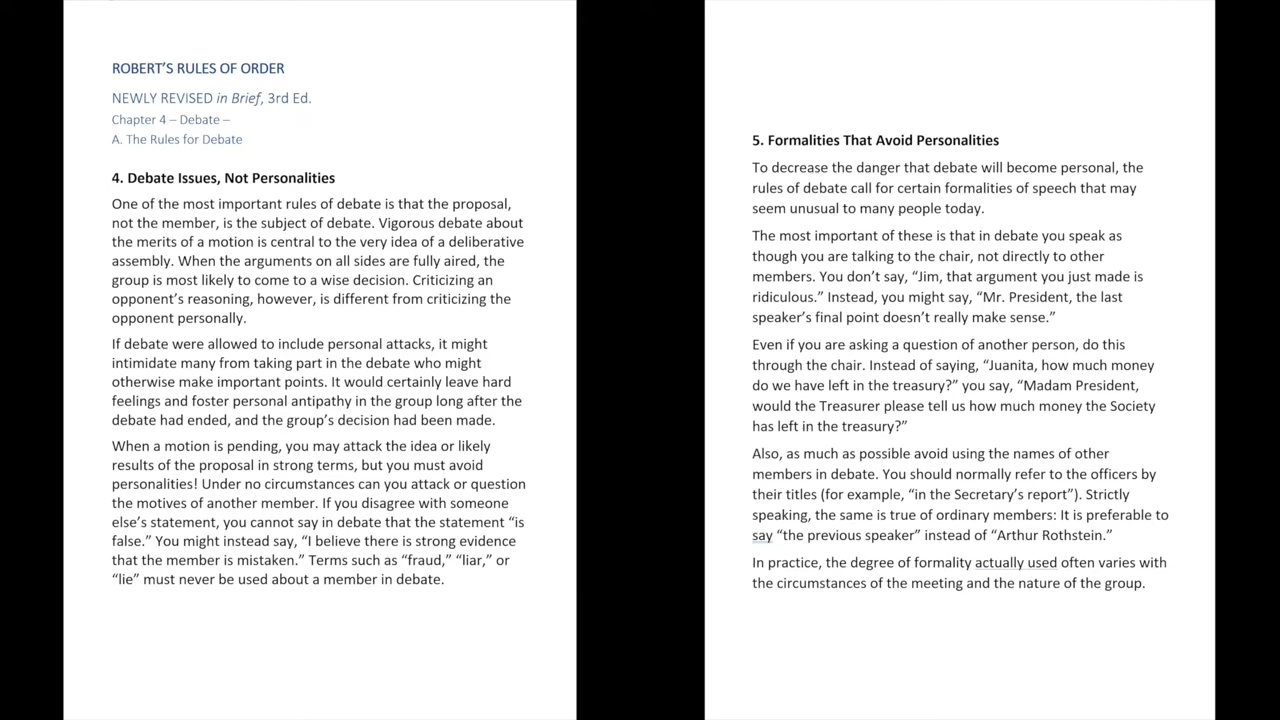 ROBERT’S RULES OF ORDER
NEWLY REVISED in Brief, 3rd Ed.
Chapter 4 – Debate –
A. The Rules for Debate
4. Debate Issues, Not Personalities
One of the most important rules of debate is that the proposal,
not the member, is the subject of debate. Vigorous debate about
the merits of a motion is central to the very idea of a deliberative
assembly. When the arguments on all sides are fully aired, the
group is most likely to come to a wise decision. Criticizing an
opponent’s reasoning, however, is different from criticizing the
opponent personally.
If debate were allowed to include personal attacks, it might
intimidate many from taking part in the debate who might
otherwise make important points. It would certainly leave hard
feelings and foster personal antipathy in the group long after the
debate had ended, and the group’s decision had been made.
When a motion is pending, you may attack the idea or likely
results of the proposal in strong terms, but you must avoid
personalities! Under no circumstances can you attack or question
the motives of another member. If you disagree with someone
else’s statement, you cannot say in debate that the statement “is
false.” You might instead say, “I believe there is strong evidence
that the member is mistaken.” Terms such as “fraud,” “liar,” or
“lie” must never be used about a member in debate.
5. Formalities That Avoid Personalities
To decrease the danger that debate will become personal, the
rules of debate call for certain formalities of speech that may
seem unusual to many people today.
The most important of these is that in debate you speak as
though you are talking to the chair, not directly to other
members. You don’t say, “Jim, that argument you just made is
ridiculous.” Instead, you might say, “Mr. President, the last
speaker’s final point doesn’t really make sense.”
Even if you are asking a question of another person, do this
through the chair. Instead of saying, “Juanita, how much money
do we have left in the treasury?” you say, “Madam President,
would the Treasurer please tell us how much money the Society
has left in the treasury?”
Also, as much as possible avoid using the names of other
members in debate. You should normally refer to the officers by
their titles (for example, “in the Secretary’s report”). Strictly
speaking, the same is true of ordinary members: It is preferable to
say “the previous speaker” instead of “Arthur Rothstein.”
In practice, the degree of formality actually used often varies with
the circumstances of the meeting and the nature of the group.